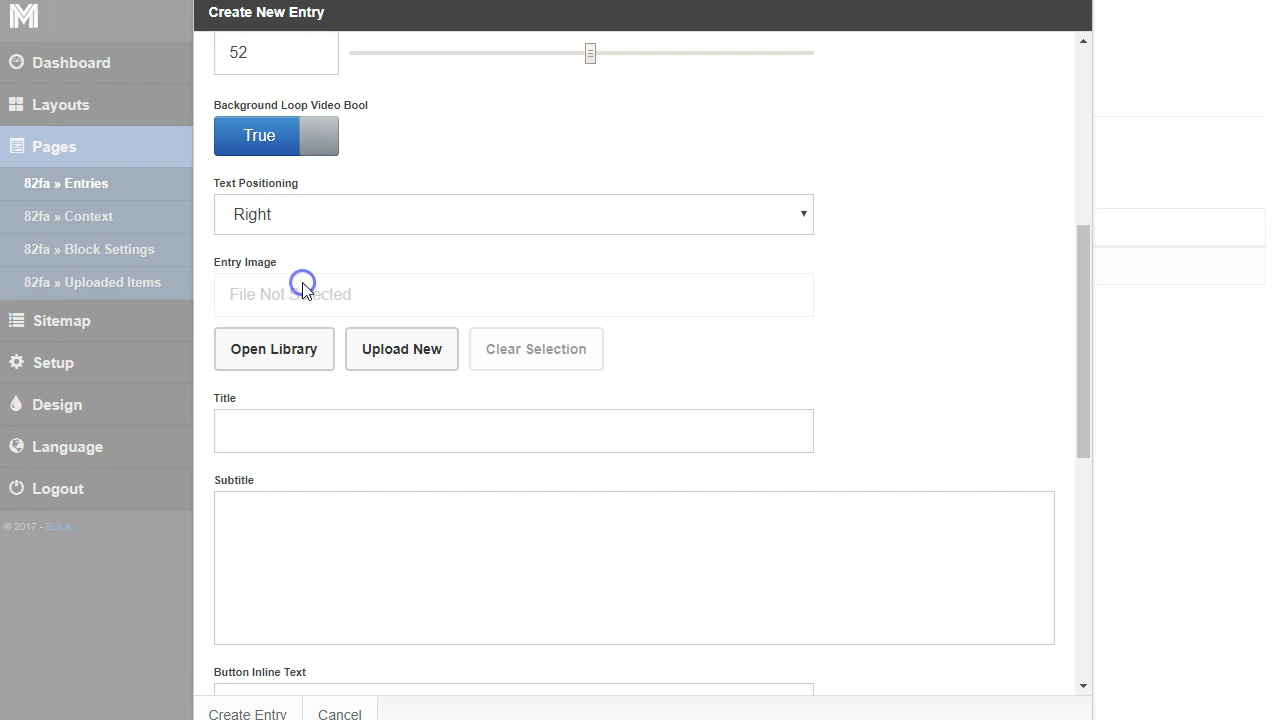 M
Create New Entry
Dashboard
Layouts
Pages
82fa » Entries
82fa » Context
82fa » Block Settings
82fa » Uploaded Items
Sitemap
Setup
Design
Language
Logout
© 2017 - EULA
52
Background Loop Video Bool
True
Text Positioning
Right
Entry Image
File Not Selected
Open Library
Upload New
Clear Selection
Title
Subtitle
Button Inline Text
Create Entry
Cancel